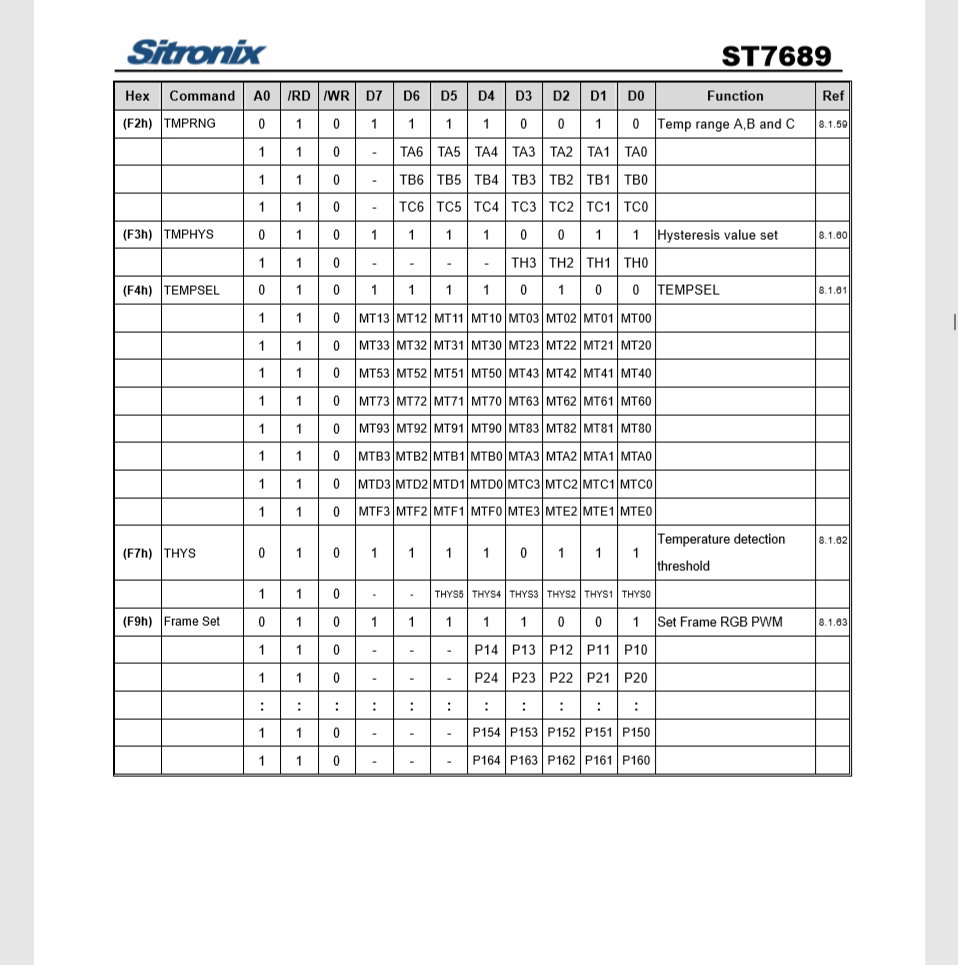 Sitronix ST7689
Hex Command A0 /RD /WR D7 D6 D5 D4 D3 D2 D1 D0 Function Ref
(F2h) TMPRNG 0 1 0 1 1 1 1 0 0 1 0 Temp range A,B and C 8.1.59
1 1 0 - TA6 TA5 TA4 TA3 TA2 TA1 TA0
1 1 0 - TB6 TB5 TB4 TB3 TB2 TB1 TB0
1 1 0 - TC6 TC5 TC4 TC3 TC2 TC1 TC0
(F3h) TMPHYS 0 1 0 1 1 1 1 0 0 1 1 Hysteresis value set 8.1.60
1 1 0 - - - - TH3 TH2 TH1 TH0
(F4h) TEMPSEL 0 1 0 1 1 1 1 0 1 0 0 TEMPSEL 8.1.61
1 1 0 MT13 MT12 MT11 MT10 MT03 MT02 MT01 MT00
1 1 0 MT33 MT32 MT31 MT30 MT23 MT22 MT21 MT20
1 1 0 MT53 MT52 MT51 MT50 MT43 MT42 MT41 MT40
1 1 0 MT73 MT72 MT71 MT70 MT63 MT62 MT61 MT60
1 1 0 MT93 MT92 MT91 MT90 MT83 MT82 MT81 MT80
1 1 0 MTB3 MTB2 MTB1 MTB0 MTA3 MTA2 MTA1 MTA0
1 1 0 MTD3 MTD2 MTD1 MTD0 MTC3 MTC2 MTC1 MTC0
1 1 0 MTF3 MTF2 MTF1 MTF0 MTE3 MTE2 MTE1 MTE0
(F7h) THYS 0 1 0 1 1 1 1 0 1 1 1 Temperature detection 8.1.62
threshold
1 1 0 - - THYS5 THYS4 THYS3 THYS2 THYS1 THYS0
(F9h) Frame Set 0 1 0 1 1 1 1 1 0 0 1 Set Frame RGB PWM 8.1.63
1 1 0 - - - P14 P13 P12 P11 P10
1 1 0 - - - P24 P23 P22 P21 P20
: : : : : : : : : : :
1 1 0 - - - P154 P153 P152 P151 P150
1 1 0 - - - P164 P163 P162 P161 P160